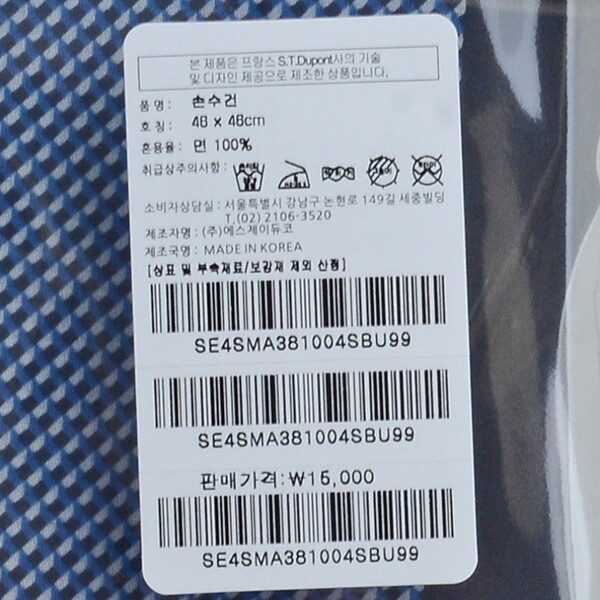 본 제품은 프랑스 S.T.Dupont사의 기술
및 디자인 제공으로 제조한 상품입니다.
품 명 : 손수건
호 칭 : 46 x 46cm
혼용율 : 면 100%
취급상주의사항 :
소비자상담실 : 서울특별시 강남구 논현로 149길 세중빌딩
T.(02) 2106-3520
제조자명 : (주)에스제이듀코
제조국명 : MADE IN KOREA
[상표 및 부속재료/보강재 제외 산정]
SE4SMA381004SBU99
SE4SMA381004SBU99
판매가격:₩15,000
SE4SMA381004SBU99